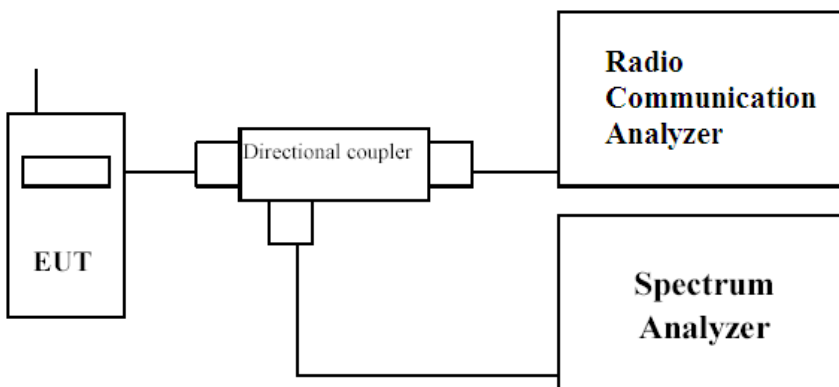 Radio
Communication
Analyzer
Directional coupler
EUT
Spectrum
Analyzer